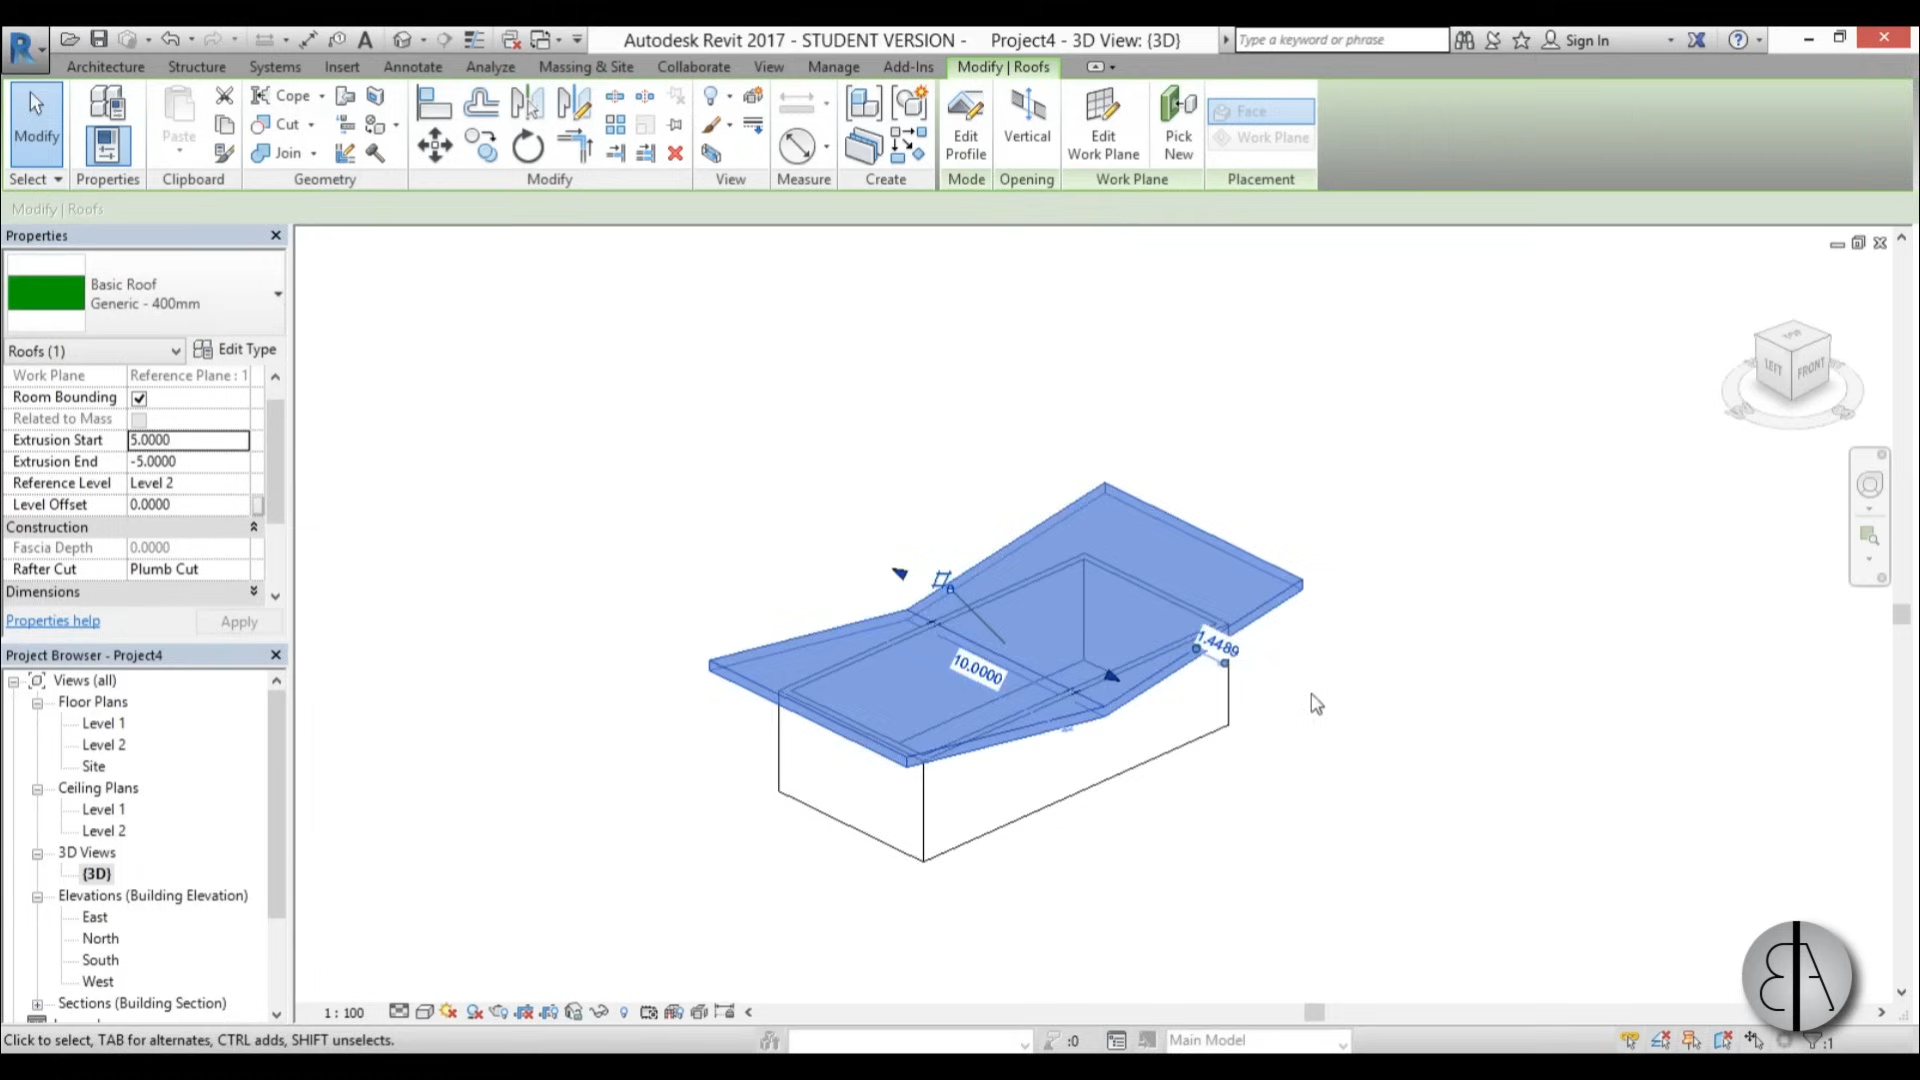 Autodesk Revit 2017 - STUDENT VERSION - Project4 - 3D View: {3D}
Type a keyword or phrase
Sign In
Architecture Structure Systems Insert Annotate Analyze Massing & Site Collaborate View Manage Add-Ins Modify | Roofs
Modify
Paste
Cope
Cut
Join
Edit Profile
Vertical
Edit Work Plane
Pick New
Face
Work Plane
Select Properties Clipboard Geometry Modify View Measure Create Mode Opening Work Plane Placement
Modify | Roofs
Properties
Basic Roof
Generic - 400mm
Roofs (1) Edit Type
Work Plane Reference Plane : 1
Room Bounding
Related to Mass
Extrusion Start 5.0000
Extrusion End -5.0000
Reference Level Level 2
Level Offset 0.0000
Construction
Fascia Depth 0.0000
Rafter Cut Plumb Cut
Dimensions
Properties help Apply
Project Browser - Project4
Views (all)
Floor Plans
Level 1
Level 2
Site
Ceiling Plans
Level 1
Level 2
3D Views
{3D}
Elevations (Building Elevation)
East
North
South
West
Sections (Building Section)
TOP
LEFT
FRONT
1.4489
10.0000
1 : 100
Click to select, TAB for alternates, CTRL adds, SHIFT unselects.
:0
Main Model
:1